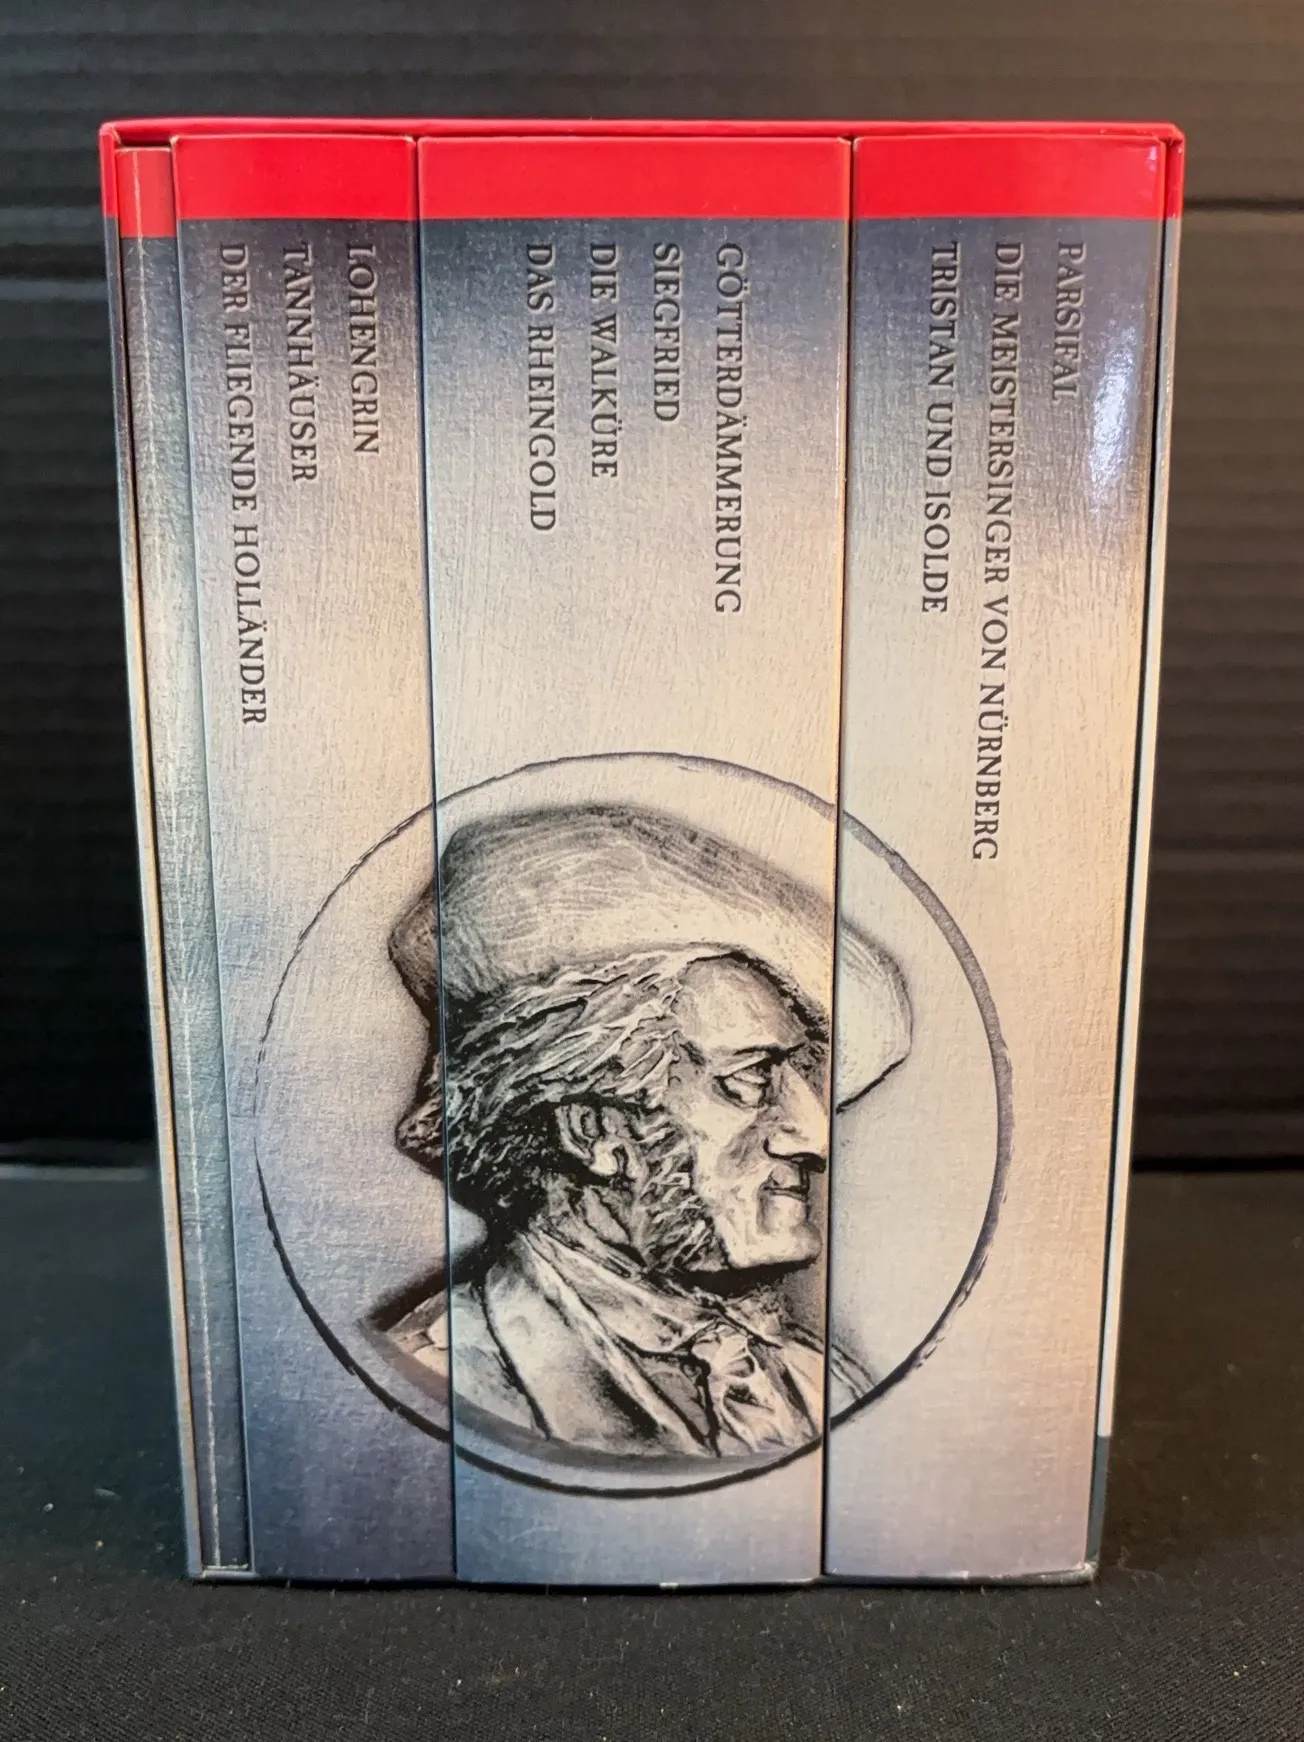 LOHENGRIN
TANNHÄUSER
DER FLIEGENDE HOLLÄNDER
GÖTTERDÄMMERUNG
SIEGFRIED
DIE WALKÜRE
DAS RHEINGOLD
PARSIFAL
DIE MEISTERSINGER VON NÜRNBERG
TRISTAN UND ISOLDE